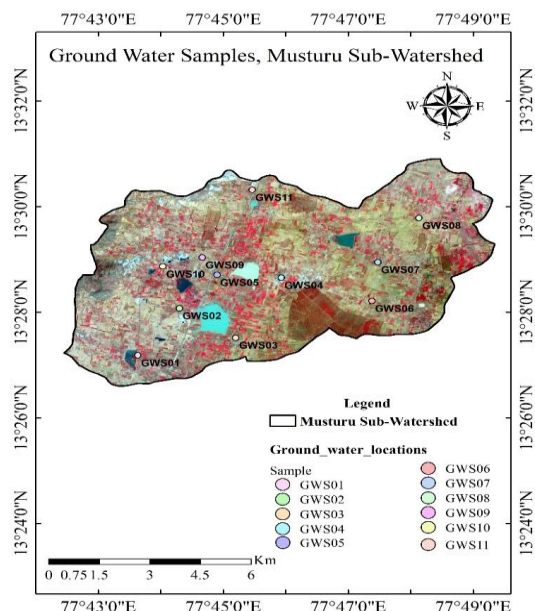 77°43'0"E 77°45'0"E 77°47'0"E 77°49'0"E
Ground Water Samples, Musturu Sub-Watershed
N
W E
S
13°32'0"N 13°32'0"N
13°30'0"N 13°30'0"N
13°28'0"N 13°28'0"N
13°26'0"N 13°26'0"N
13°24'0"N 13°24'0"N
GWS11
GWS08
GWS09
GWS10
GWS05
GWS07
GWS04
GWS06
GWS02
GWS03
GWS01
Legend
Musturu Sub-Watershed
Ground_water_locations
Sample
GWS01
GWS02
GWS03
GWS04
GWS05
GWS06
GWS07
GWS08
GWS09
GWS10
GWS11
Km
0 0.75 1.5 3 4.5 6
77°43'0"E 77°45'0"E 77°47'0"E 77°49'0"E